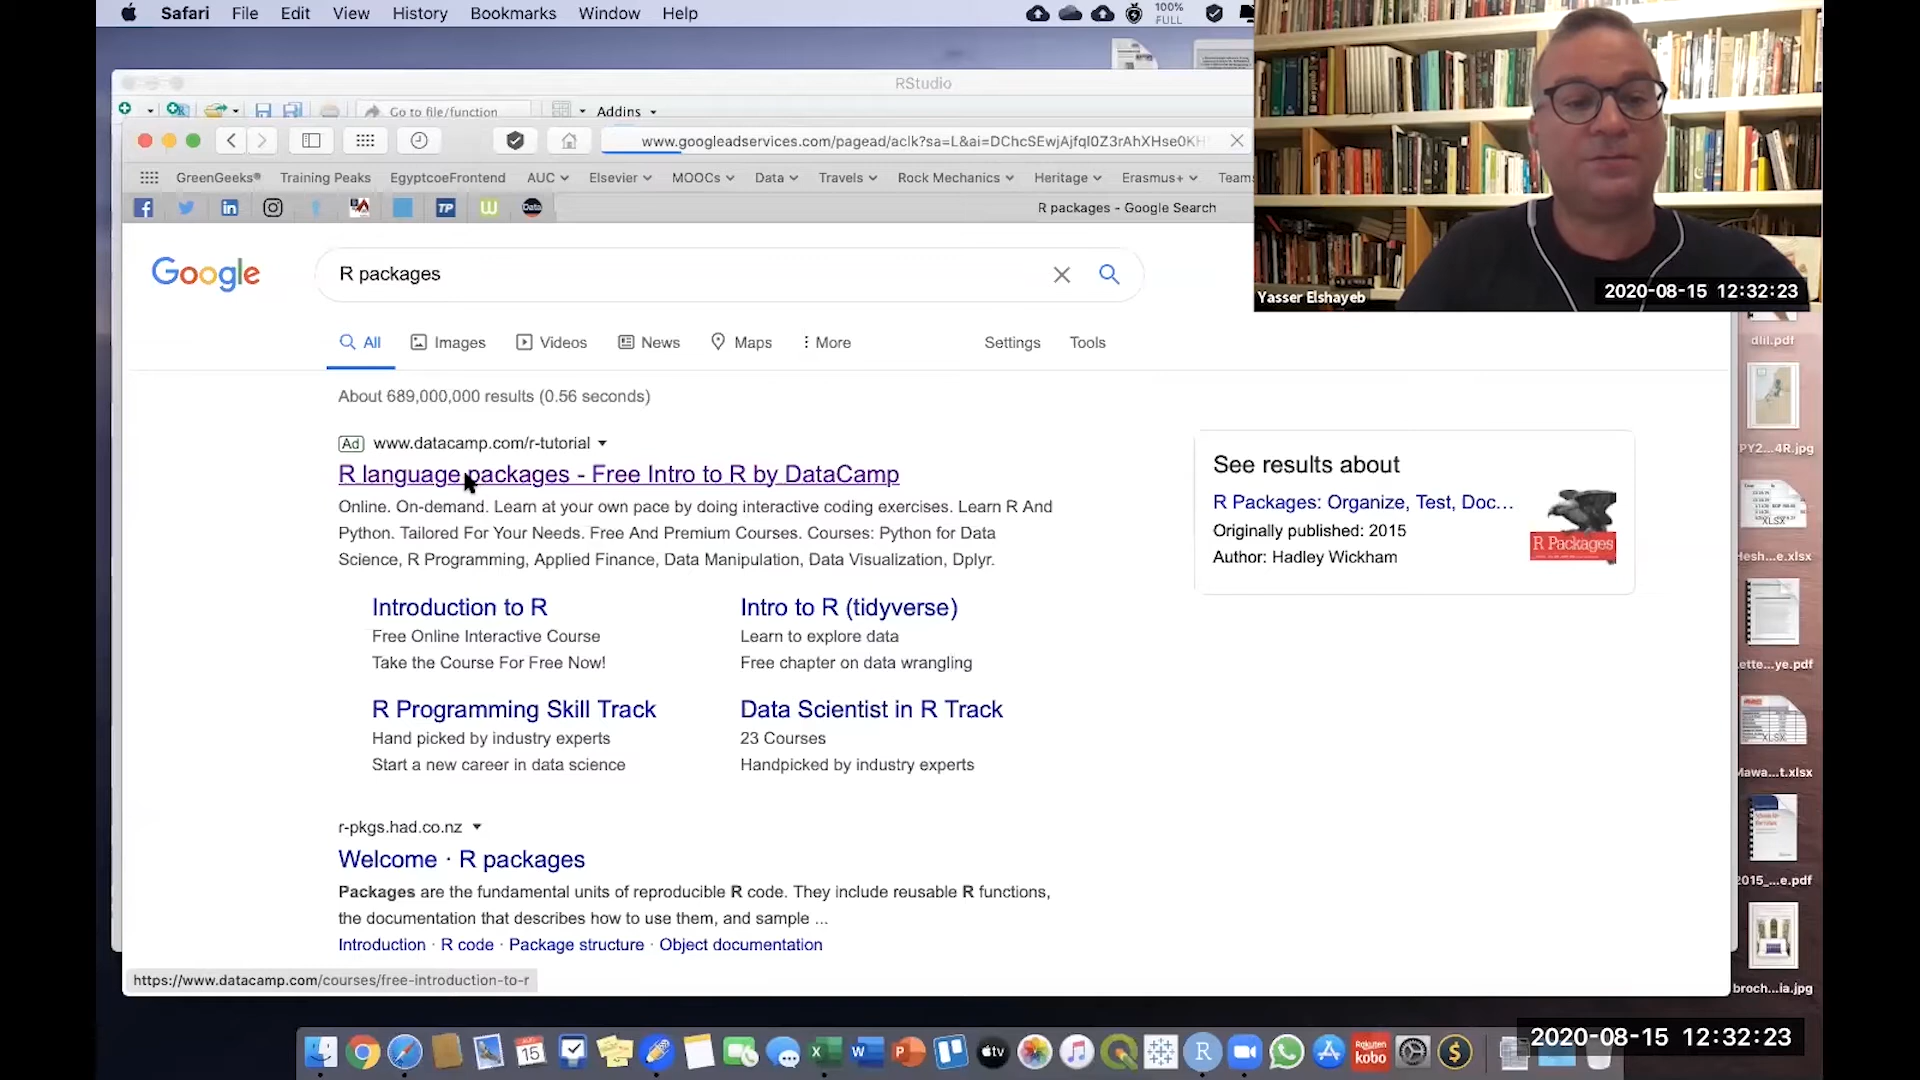 Safari File Edit View History Bookmarks Window Help
100%
FULL
RStudio
Go to file/function Addins
www.googleadservices.com/pagead/aclk?sa=L&ai=DChcSEwjAjfqI0Z3rAhXHse0KH
GreenGeeks® Training Peaks EgyptcoeFrontend AUC Elsevier MOOCs Data Travels Rock Mechanics Heritage Erasmus+ Teams
R packages - Google Search
Google
R packages
All Images Videos News Maps More Settings Tools
About 689,000,000 results (0.56 seconds)
Ad www.datacamp.com/r-tutorial
R language packages - Free Intro to R by DataCamp
Online. On-demand. Learn at your own pace by doing interactive coding exercises. Learn R And
Python. Tailored For Your Needs. Free And Premium Courses. Courses: Python for Data
Science, R Programming, Applied Finance, Data Manipulation, Data Visualization, Dplyr.
Introduction to R
Free Online Interactive Course
Take the Course For Free Now!
Intro to R (tidyverse)
Learn to explore data
Free chapter on data wrangling
R Programming Skill Track
Hand picked by industry experts
Start a new career in data science
Data Scientist in R Track
23 Courses
Handpicked by industry experts
r-pkgs.had.co.nz
Welcome · R packages
Packages are the fundamental units of reproducible R code. They include reusable R functions,
the documentation that describes how to use them, and sample ...
Introduction · R code · Package structure · Object documentation
https://www.datacamp.com/courses/free-introduction-to-r
See results about
R Packages: Organize, Test, Doc...
Originally published: 2015
Author: Hadley Wickham
R Packages
Yasser Elshayeb
2020-08-15 12:32:23
dlil.pdf
PY2...4R.jpg
XLSX
Hesh...e.xlsx
ette...ye.pdf
XLSX
Mawa...t.xlsx
2015_...e.pdf
broch...ia.jpg
15
tv
Rakuten
kobo
2020-08-15 12:32:23